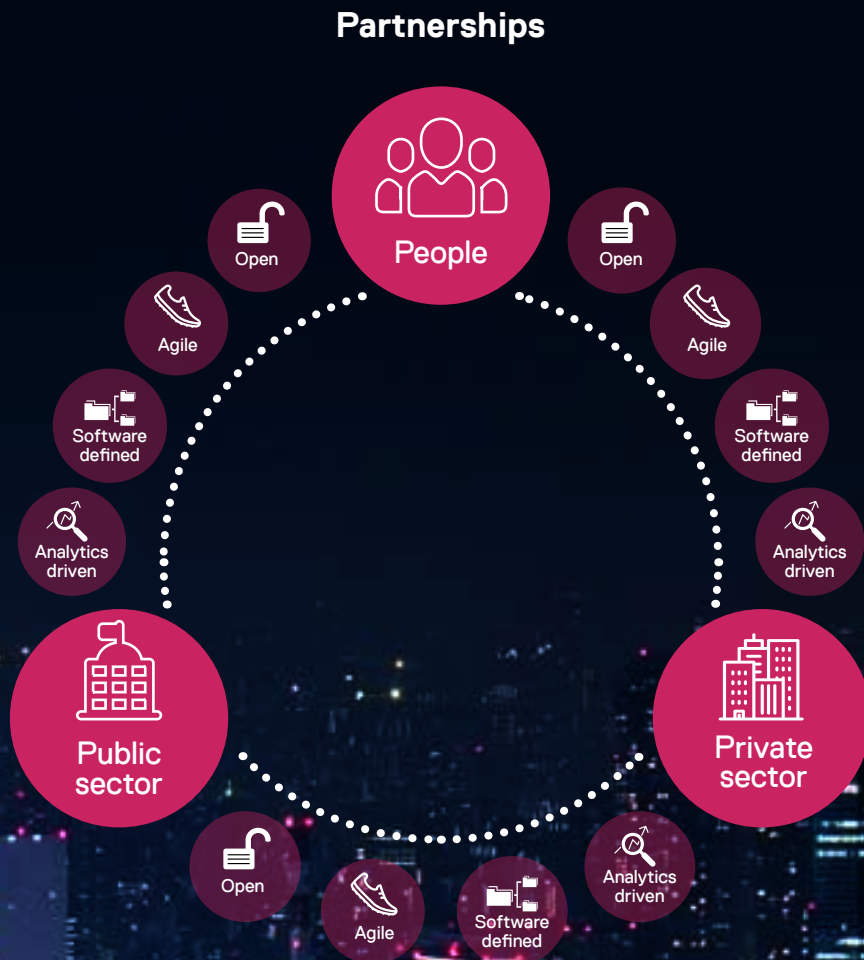 Partnerships
People
Open
Open
Agile
Agile
Software
defined
Software
defined
Analytics
driven
Analytics
driven
Public
sector
Private
sector
Open
Agile
Software
defined
Analytics
driven